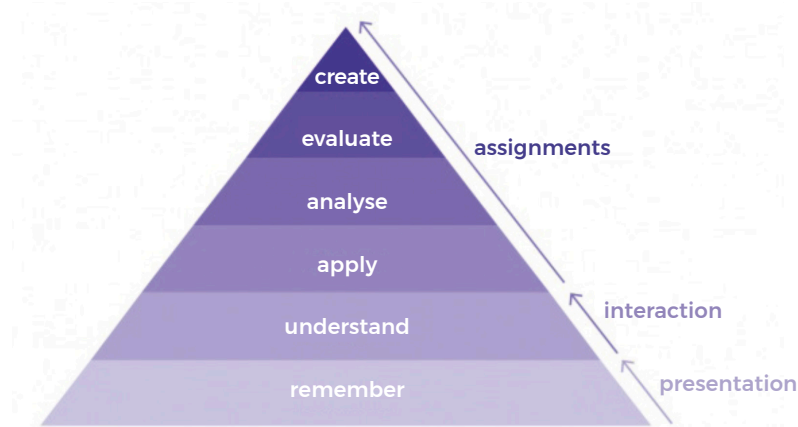 create
evaluate
assignments
analyse
apply
interaction
understand
presentation
remember